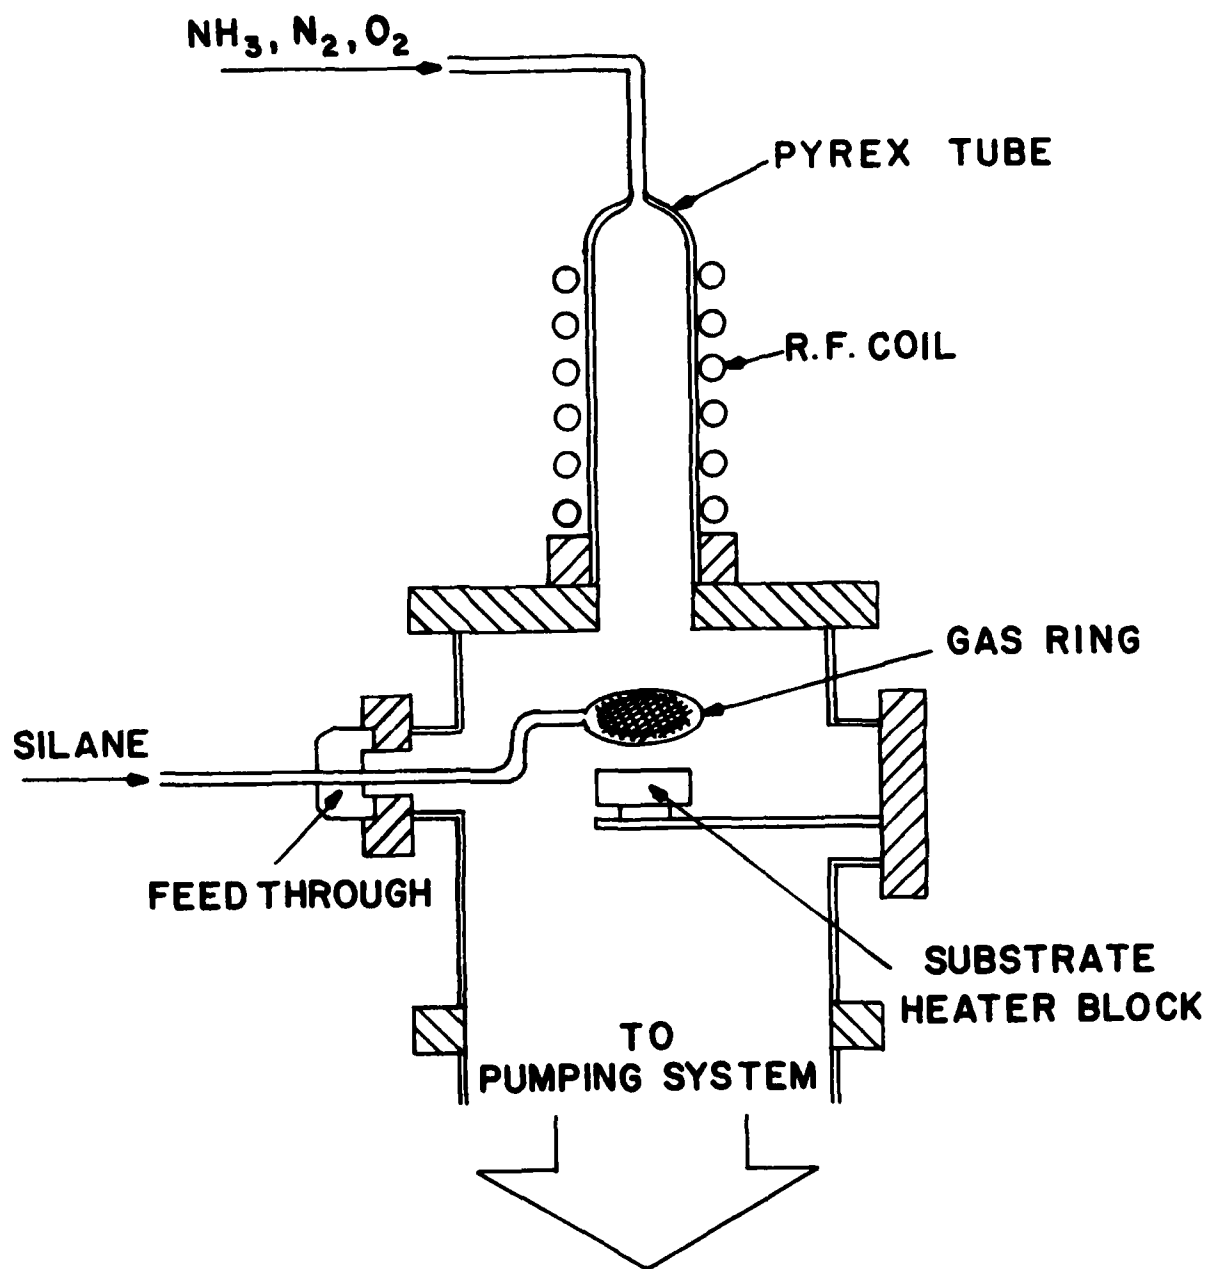 NH3, N2, O2
PYREX TUBE
R.F. COIL
GAS RING
SILANE
FEED THROUGH
SUBSTRATE
HEATER BLOCK
TO
PUMPING SYSTEM